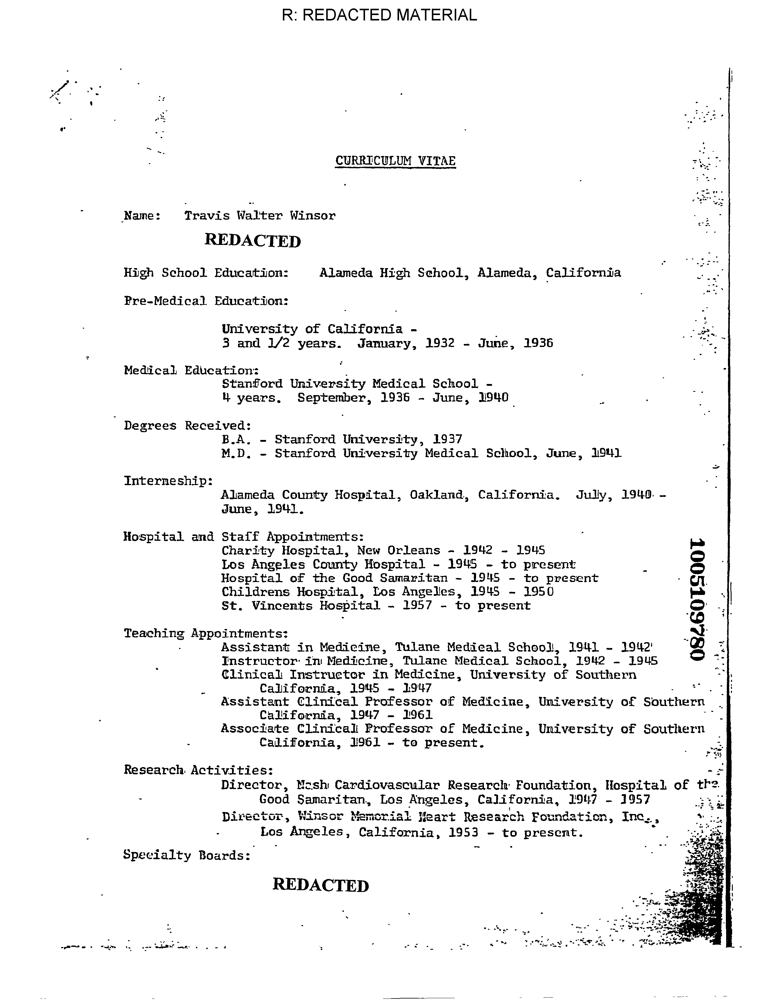 R: REDACTED MATERIAL
CURRICULUM VITAE
Name: Travis Walter Winsor
REDACTED
High School Education: Alameda High School, Alameda, California
Pre-Medical Education:
University of California -
3 and 1/2 years. January, 1932 - June, 1936
Medical Education:
Stanford University Medical School -
4 years. September, 1936 - June, 1940
Degrees Received:
B.A. - Stanford University, 1937
M.D. - Stanford University Medical School, June, 1941
Interneship:
Alameda County Hospital, Oakland, California. July, 1940 -
June, 1941.
Hospital and Staff Appointments:
Charity Hospital, New Orleans - 1942 - 1945
Los Angeles County Hospital - 1945 - to present
Hospital of the Good Samaritan - 1945 - to present
Childrens Hospital, Los Angeles, 1945 - 1950
St. Vincents Hospital - 1957 - to present
Teaching Appointments:
Assistant in Medicine, Tulane Medical School, 1941 - 1942
Instructor in Medicine, Tulane Medical School, 1942 - 1945
Clinical Instructor in Medicine, University of Southern
California, 1945 - 1947
Assistant Clinical Professor of Medicine, University of Southern
California, 1947 - 1961
Associate Clinical Professor of Medicine, University of Southern
California, 1961 - to present.
Research Activities:
Director, Nash Cardiovascular Research Foundation, Hospital of the
Good Samaritan, Los Angeles, California, 1947 - 1957
Director, Winsor Memorial Heart Research Foundation, Inc.,
Los Angeles, California, 1953 - to present.
Specialty Boards:
REDACTED
1005109780